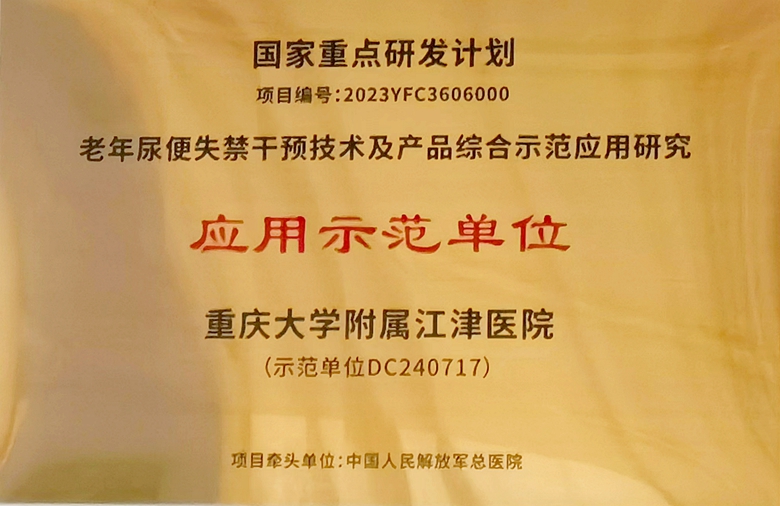 国家重点研发计划
项目编号:2023YFC3606000
老年尿便失禁干预技术及产品综合示范应用研究
应用示范单位
重庆大学附属江津医院
(示范单位DC240717)
项目牵头单位:中国人民解放军总医院